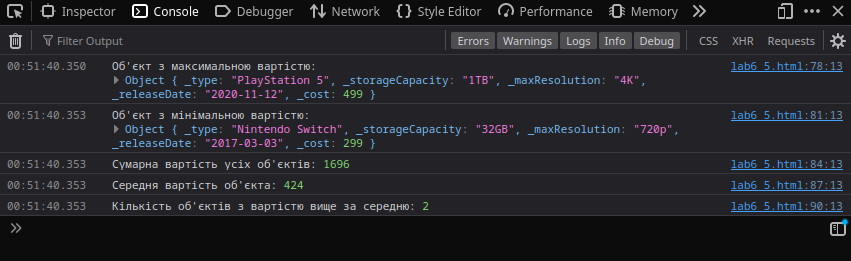 Inspector Console Debugger Network Style Editor Performance Memory
Filter Output Errors Warnings Logs Info Debug CSS XHR Requests
00:51:40.350 Об'єкт з максимальною вартістю: lab6_5.html:78:13
Object { _type: "PlayStation 5", _storageCapacity: "1TB", _maxResolution: "4K",
_releaseDate: "2020-11-12", _cost: 499 }
00:51:40.353 Об'єкт з мінімальною вартістю: lab6_5.html:81:13
Object { _type: "Nintendo Switch", _storageCapacity: "32GB", _maxResolution: "720p",
_releaseDate: "2017-03-03", _cost: 299 }
00:51:40.353 Сумарна вартість усіх об'єктів: 1696 lab6_5.html:84:13
00:51:40.353 Середня вартість об'єкта: 424 lab6_5.html:87:13
00:51:40.353 Кількість об'єктів з вартістю вище за середню: 2 lab6_5.html:90:13